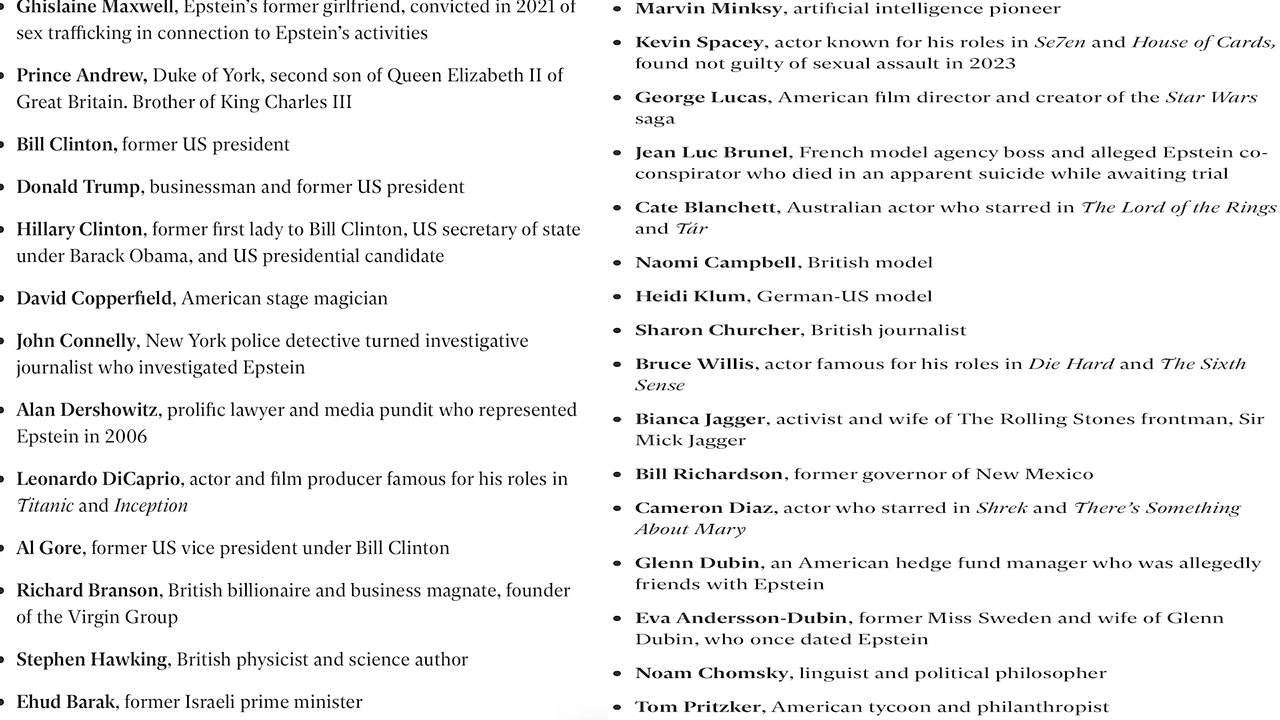 Ghislaine Maxwell, Epstein's former girlfriend, convicted in 2021 of
sex trafficking in connection to Epstein's activities
Prince Andrew, Duke of York, second son of Queen Elizabeth II of
Great Britain. Brother of King Charles III
Bill Clinton, former US president
Donald Trump, businessman and former US president
Hillary Clinton, former first lady to Bill Clinton, US secretary of state
under Barack Obama, and US presidential candidate
David Copperfield, American stage magician
John Connelly, New York police detective turned investigative
journalist who investigated Epstein
Alan Dershowitz, prolific lawyer and media pundit who represented
Epstein in 2006
Leonardo DiCaprio, actor and film producer famous for his roles in
Titanic and Inception
Al Gore, former US vice president under Bill Clinton
Richard Branson, British billionaire and business magnate, founder
of the Virgin Group
Stephen Hawking, British physicist and science author
Ehud Barak, former Israeli prime minister
Marvin Minksy, artificial intelligence pioneer
Kevin Spacey, actor known for his roles in Se7en and House of Cards,
found not guilty of sexual assault in 2023
George Lucas, American film director and creator of the Star Wars
saga
Jean Luc Brunel, French model agency boss and alleged Epstein co-
conspirator who died in an apparent suicide while awaiting trial
Cate Blanchett, Australian actor who starred in The Lord of the Rings
and Tár
Naomi Campbell, British model
Heidi Klum, German-US model
Sharon Churcher, British journalist
Bruce Willis, actor famous for his roles in Die Hard and The Sixth
Sense
Bianca Jagger, activist and wife of The Rolling Stones frontman, Sir
Mick Jagger
Bill Richardson, former governor of New Mexico
Cameron Diaz, actor who starred in Shrek and There's Something
About Mary
Glenn Dubin, an American hedge fund manager who was allegedly
friends with Epstein
Eva Andersson-Dubin, former Miss Sweden and wife of Glenn
Dubin, who once dated Epstein
Noam Chomsky, linguist and political philosopher
Tom Pritzker, American tycoon and philanthropist